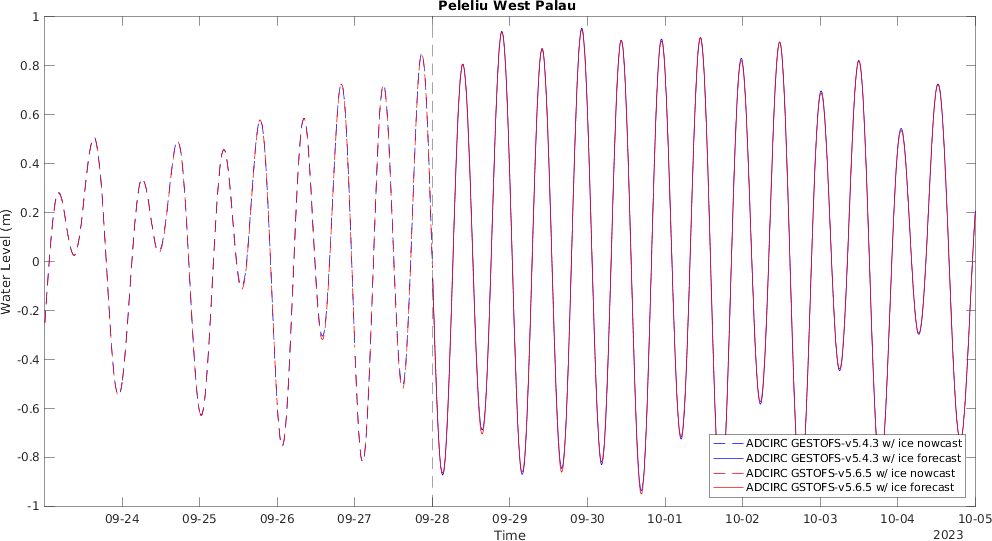 Peleliu West Palau
1
0.8
0.6
0.4
0.2
0
-0.2
-0.4
-0.6
-0.8
-1
Water Level (m)
ADCIRC GESTOFS-v5.4.3 w/ ice nowcast
ADCIRC GESTOFS-v5.4.3 w/ ice forecast
ADCIRC GSTOFS-v5.6.5 w/ ice nowcast
ADCIRC GSTOFS-v5.6.5 w/ ice forecast
09-24 09-25 09-26 09-27 09-28 09-29 09-30 10-01 10-02 10-03 10-04 10-05
Time
2023